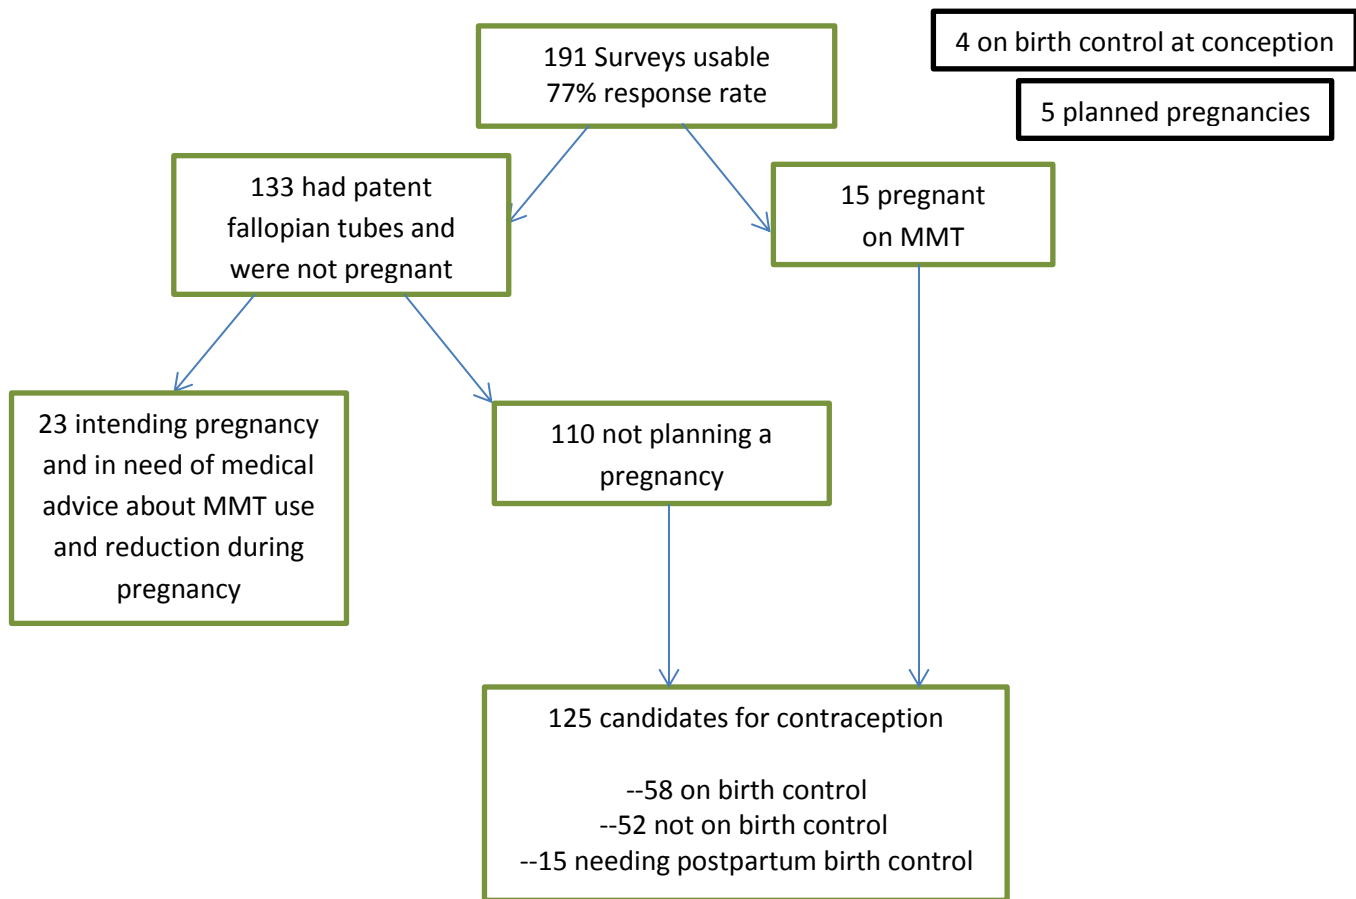 191 Surveys usable
77% response rate
4 on birth control at conception
5 planned pregnancies
133 had patent
fallopian tubes and
were not pregnant
15 pregnant
on MMT
23 intending pregnancy
and in need of medical
advice about MMT use
and reduction during
pregnancy
110 not planning a
pregnancy
125 candidates for contraception
--58 on birth control
--52 not on birth control
--15 needing postpartum birth control